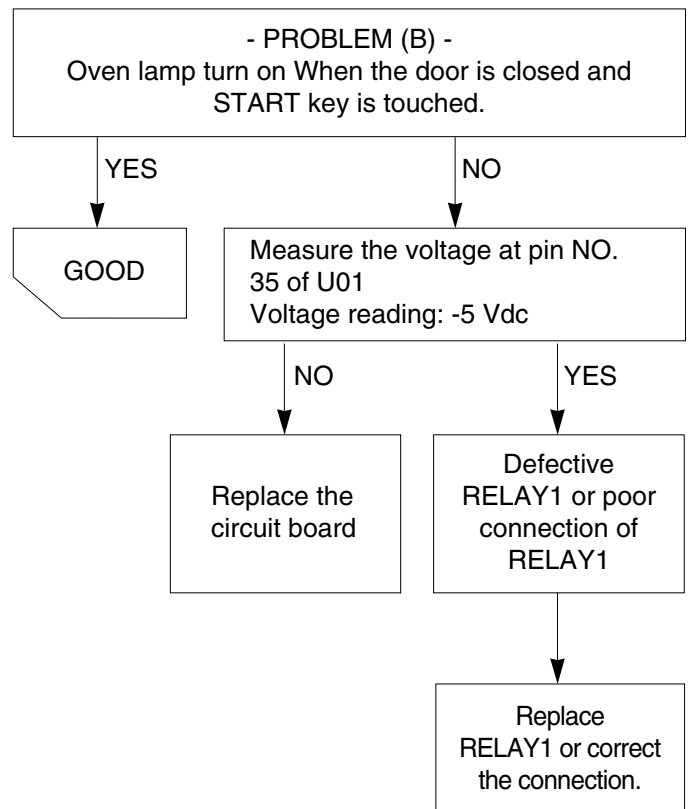 - PROBLEM (B) -
Oven lamp turn on When the door is closed and
START key is touched.
YES
NO
GOOD
Measure the voltage at pin NO.
35 of U01
Voltage reading: -5 Vdc
NO
YES
Replace the
circuit board
Defective
RELAY1 or poor
connection of
RELAY1
Replace
RELAY1 or correct
the connection.